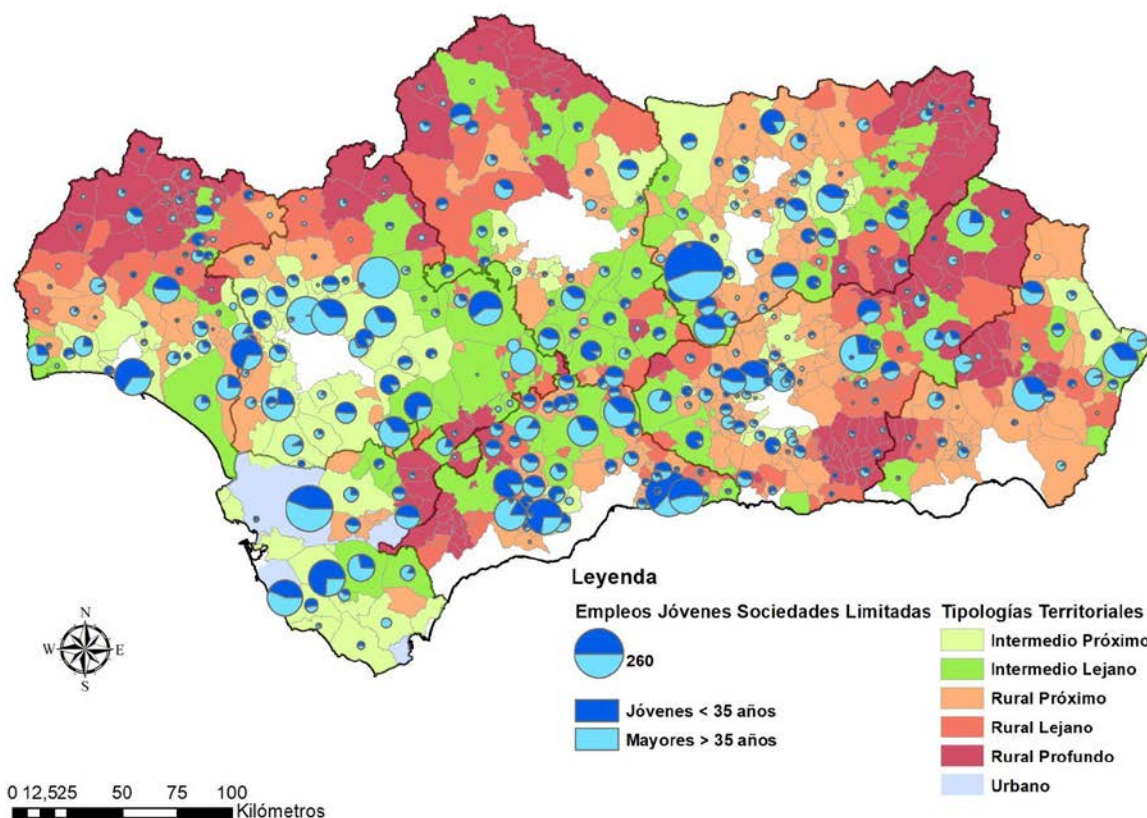 Leyenda
Empleos Jóvenes Sociedades Limitadas
260
Jóvenes < 35 años
Mayores > 35 años
Tipologías Territoriales
Intermedio Próximo
Intermedio Lejano
Rural Próximo
Rural Lejano
Rural Profundo
Urbano
N
W E
S
0 12,525 50 75 100
Kilómetros